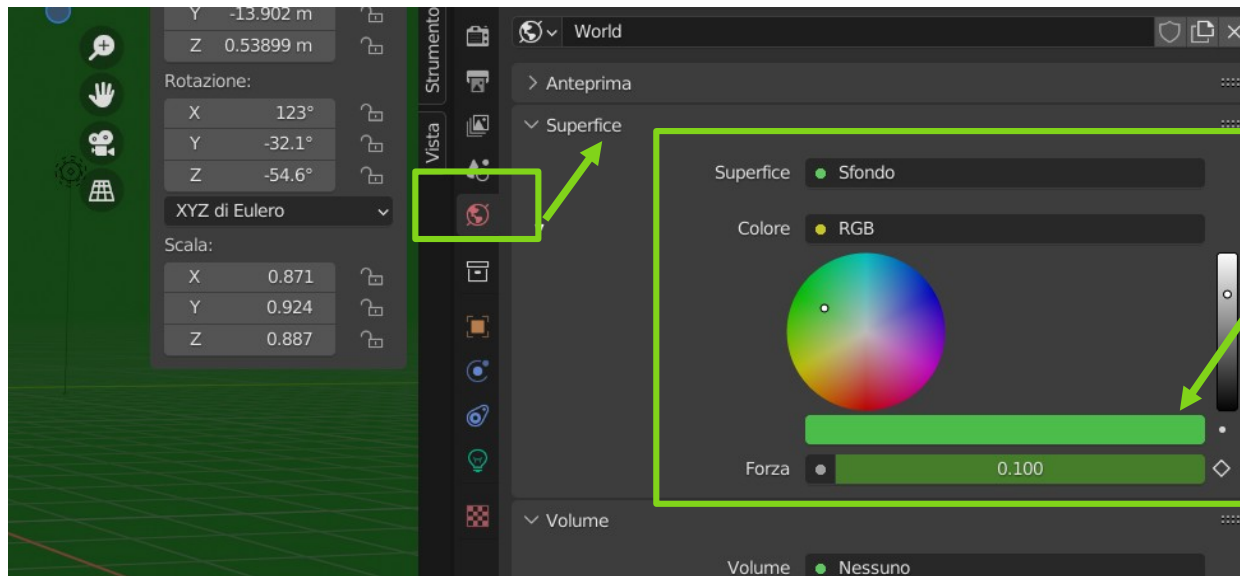 Y -13.902 m
Z 0.53899 m
Rotazione:
X 123°
Y -32.1°
Z -54.6°
XYZ di Eulero
Scala:
X 0.871
Y 0.924
Z 0.887
Strumento
Vista
World
Anteprima
Superfice
Superfice Sfondo
Colore RGB
Forza 0.100
Volume
Volume Nessuno